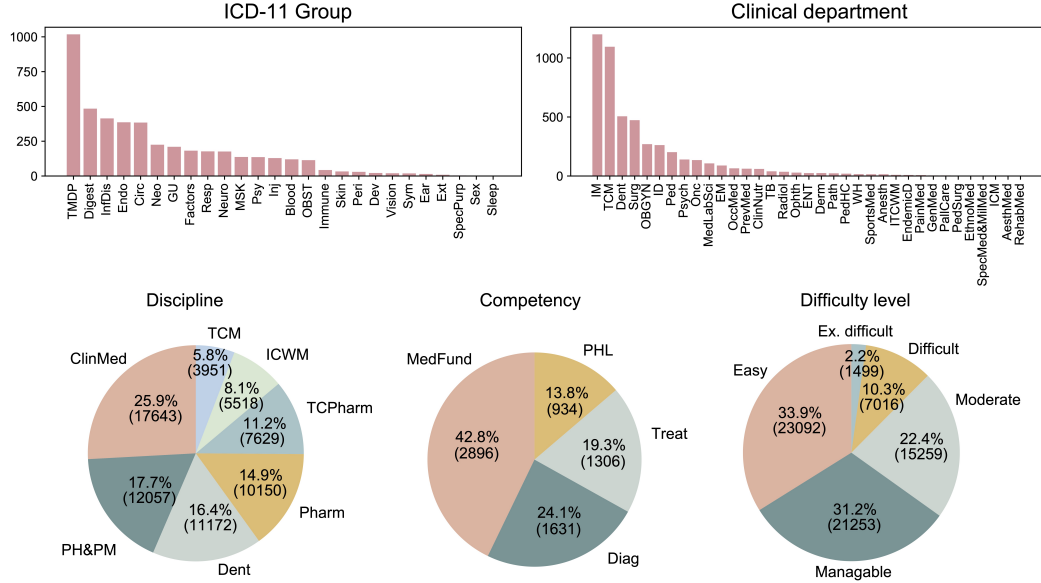 ICD-11 Group
1000
750
500
250
0
TMDP
Digest
InfDis
Endo
Circ
Neo
GU
Factors
Resp
Neuro
MSK
Psy
Inj
Blood
OBST
Immune
Skin
Peri
Dev
Vision
Sym
Ear
Ext
SpecPurp
Sex
Sleep
Clinical department
1000
500
0
IM
TCM
Dent
Surg
OBGYN
ID
Ped
Psych
Onc
MedLabSci
EM
OccMed
PrevMed
ClinNutr
TB
Radiol
Ophth
ENT
Derm
Path
PedHC
WH
SportsMed
Anesth
ITCWM
EndemicD
PainMed
GenMed
PallCare
PedSurg
EthnoMed
SpecMed&MilMed
ICM
AesthMed
RehabMed
Discipline
TCM
5.8%
(3951)
ICWM
8.1%
(5518)
TCPharm
11.2%
(7629)
Pharm
14.9%
(10150)
Dent
16.4%
(11172)
PH&PM
17.7%
(12057)
ClinMed
25.9%
(17643)
Competency
PHL
13.8%
(934)
Treat
19.3%
(1306)
Diag
24.1%
(1631)
MedFund
42.8%
(2896)
Difficulty level
Ex. difficult
2.2%
(1499)
Difficult
10.3%
(7016)
Moderate
22.4%
(15259)
Managable
31.2%
(21253)
Easy
33.9%
(23092)